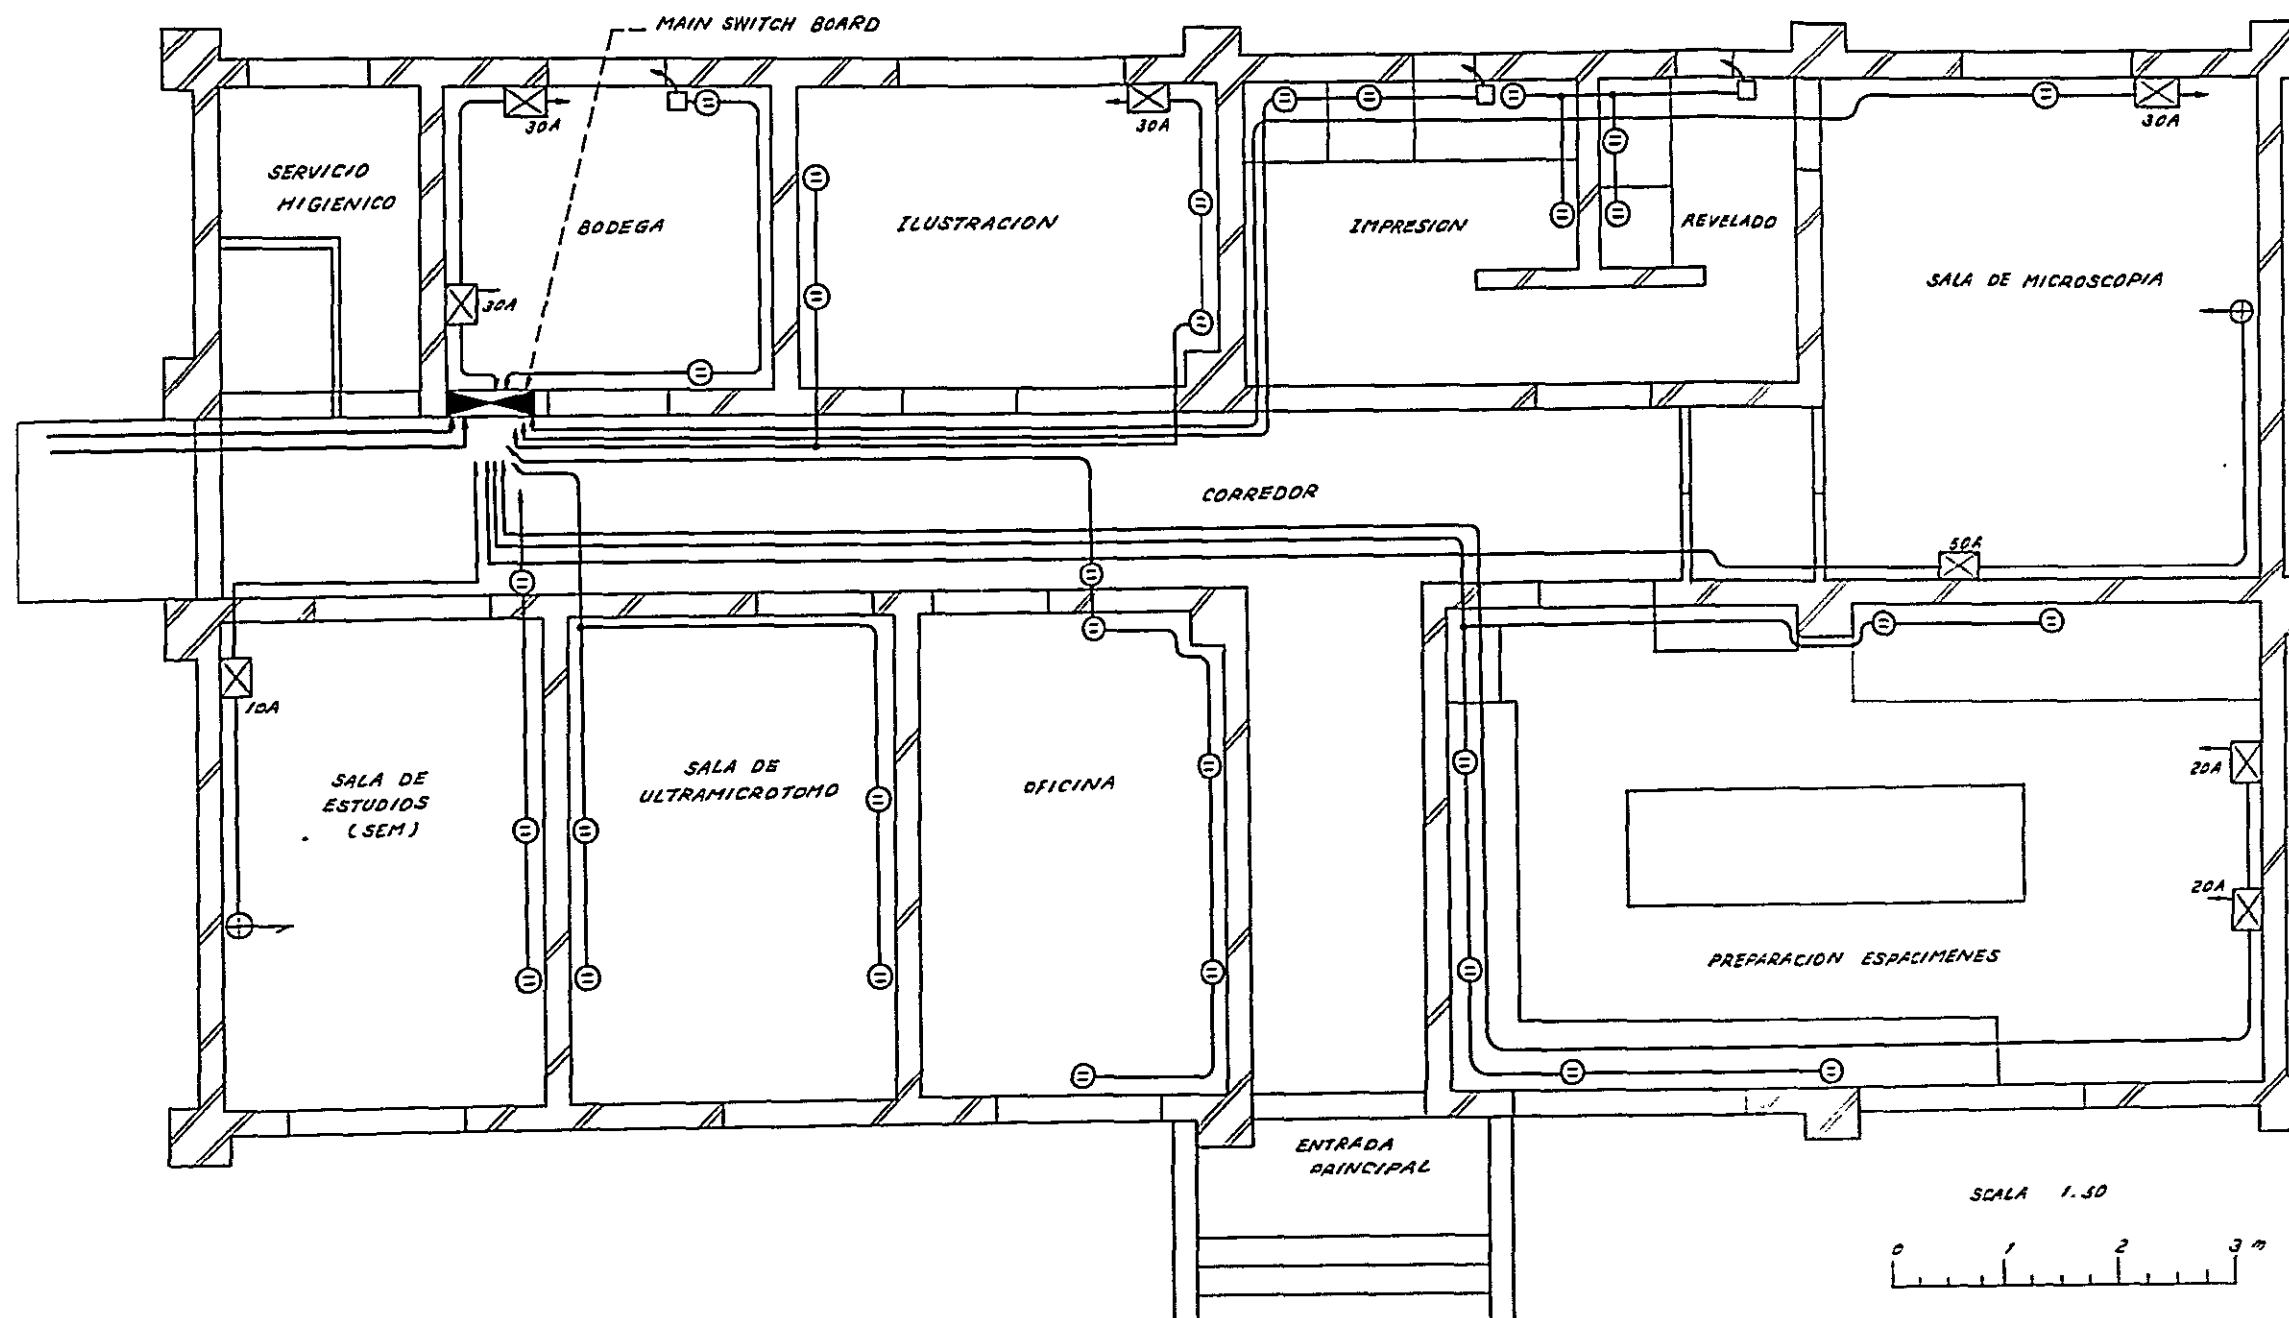 MAIN SWITCH BOARD
30A
30A
30A
SERVICIO
HIGIENICO
BODEGA
ILUSTRACION
IMPRESION
REVELADO
SALA DE MICROSCOPIA
30A
CORREDOR
50A
10A
SALA DE
ESTUDIOS
(SEM)
SALA DE
ULTRAMICROTOMO
OFICINA
20A
20A
PREPARACION ESPACIMENES
ENTRADA
PRINCIPAL
SCALA 1.50
0 1 2 3 m